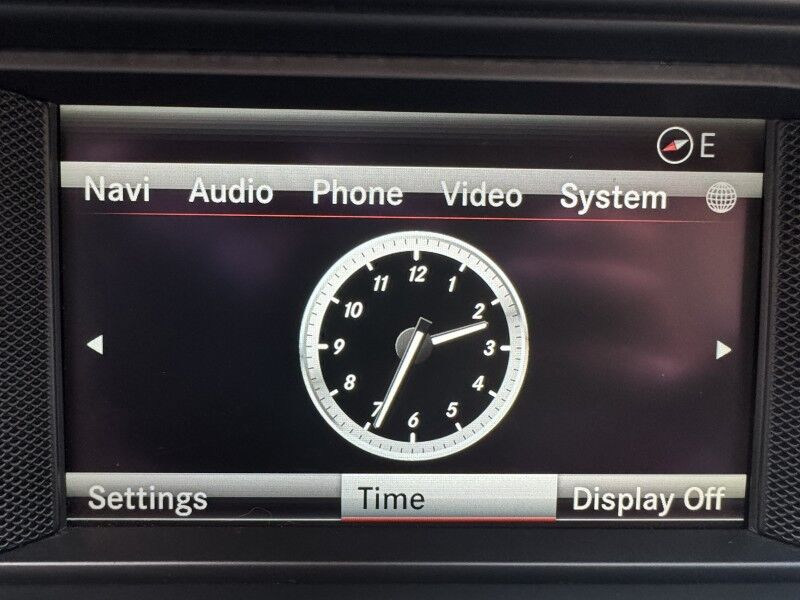 E
Navi Audio Phone Video System
12
11 1
10 2
9 3
8 4
7 5
6
Settings Time Display Off